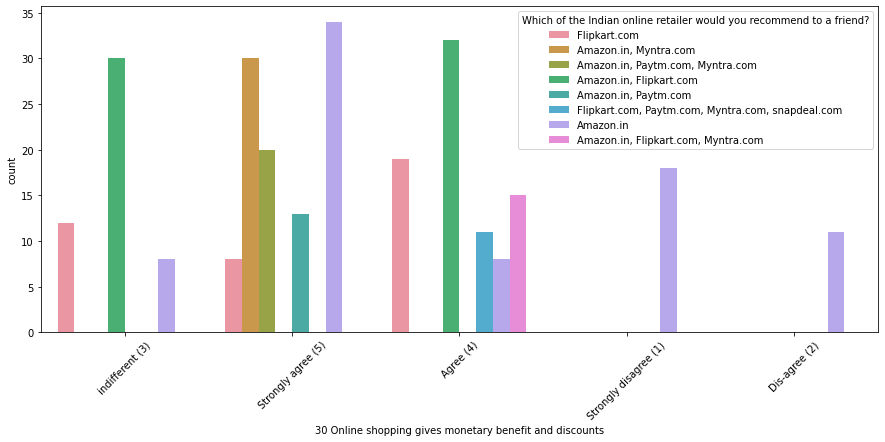 Which of the Indian online retailer would you recommend to a friend?
Flipkart.com
Amazon.in, Myntra.com
Amazon.in, Paytm.com, Myntra.com
Amazon.in, Flipkart.com
Amazon.in, Paytm.com
Flipkart.com, Paytm.com, Myntra.com, snapdeal.com
Amazon.in
Amazon.in, Flipkart.com, Myntra.com
35
30
25
20
15
10
5
0
count
indifferent (3)
Strongly agree (5)
Agree (4)
Strongly disagree (1)
Dis-agree (2)
30 Online shopping gives monetary benefit and discounts